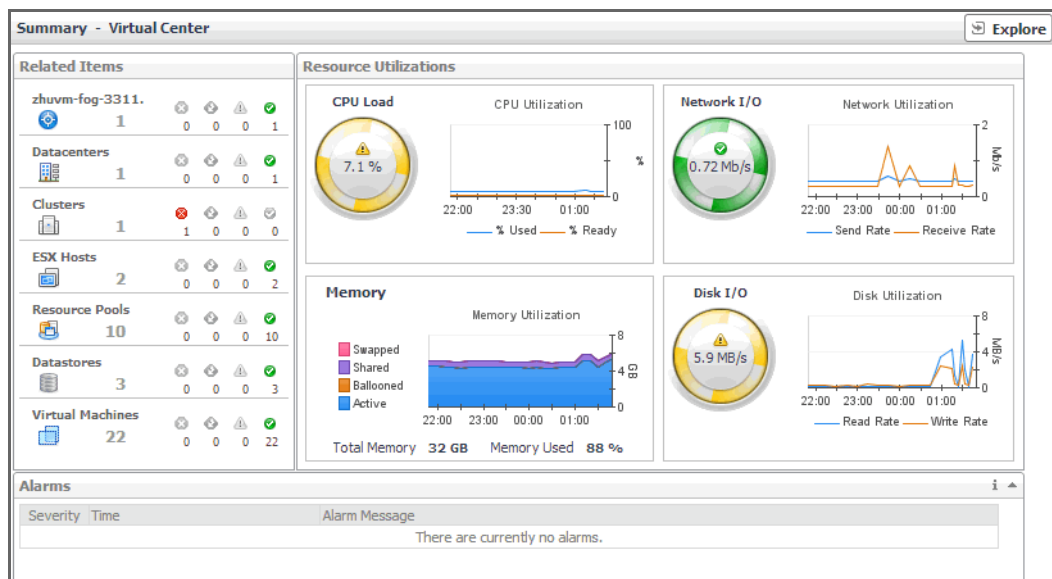 Summary - Virtual Center
Explore
Related Items
zhuvm-fog-3311.
1
0 0 0 1
Datacenters
1
0 0 0 1
Clusters
1
1 0 0 0
ESX Hosts
2
0 0 0 2
Resource Pools
10
0 0 0 10
Datastores
3
0 0 0 3
Virtual Machines
22
0 0 0 22
Resource Utilizations
CPU Load
7.1 %
CPU Utilization
100
%
0
22:00 23:30 01:00
% Used % Ready
Network I/O
0.72 Mb/s
Network Utilization
2
1
Mb/s
0
22:00 23:00 00:00 01:00
Send Rate Receive Rate
Memory
Memory Utilization
Swapped
Shared
Ballooned
Active
8
4
GB
0
22:00 23:00 00:00 01:00
Total Memory 32 GB Memory Used 88 %
Disk I/O
5.9 MB/s
Disk Utilization
8
4
MB/s
0
22:00 23:00 00:00 01:00
Read Rate Write Rate
Alarms
i
Severity Time Alarm Message
There are currently no alarms.